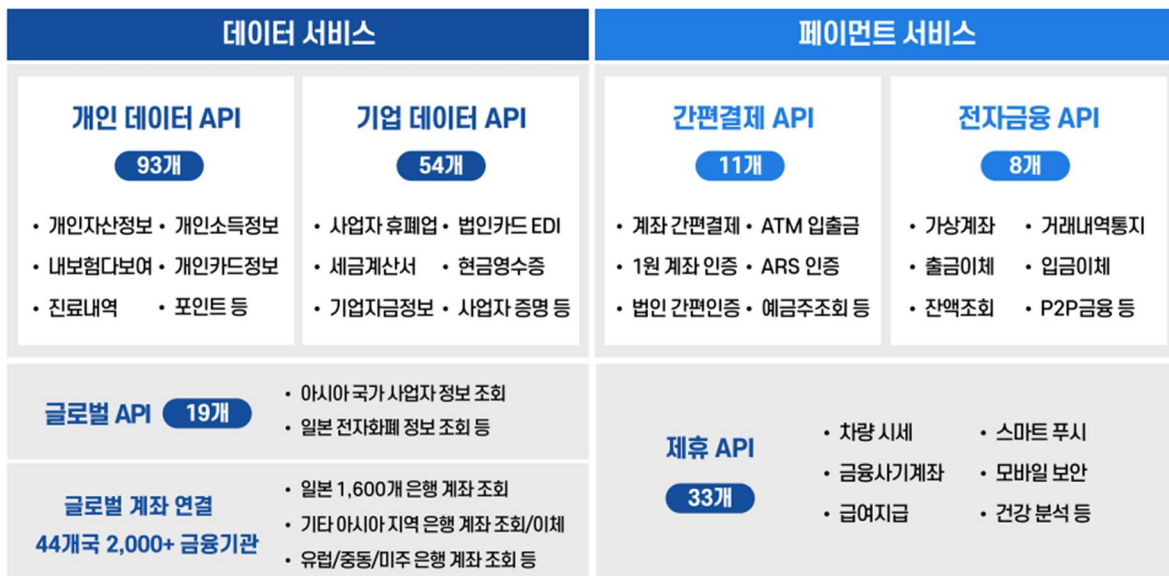 데이터 서비스
개인 데이터 API
93개
• 개인자산정보 • 개인소득정보
• 내보험다보여 • 개인카드정보
• 진료내역 • 포인트 등
기업 데이터 API
54개
• 사업자 휴폐업 • 법인카드 EDI
• 세금계산서 • 현금영수증
• 기업자금정보 • 사업자 증명 등
글로벌 API 19개
• 아시아 국가 사업자 정보 조회
• 일본 전자화폐 정보 조회 등
글로벌 계좌 연결
44개국 2,000+ 금융기관
• 일본 1,600개 은행 계좌 조회
• 기타 아시아 지역 은행 계좌 조회/이체
• 유럽/중동/미주 은행 계좌 조회 등
페이먼트 서비스
간편결제 API
11개
• 계좌 간편결제 • ATM 입출금
• 1원 계좌 인증 • ARS 인증
• 법인 간편인증 • 예금주조회 등
전자금융 API
8개
• 가상계좌 • 거래내역통지
• 출금이체 • 입금이체
• 잔액조회 • P2P금융 등
제휴 API
33개
• 차량 시세 • 스마트 푸시
• 금융사기계좌 • 모바일 보안
• 급여지급 • 건강 분석 등